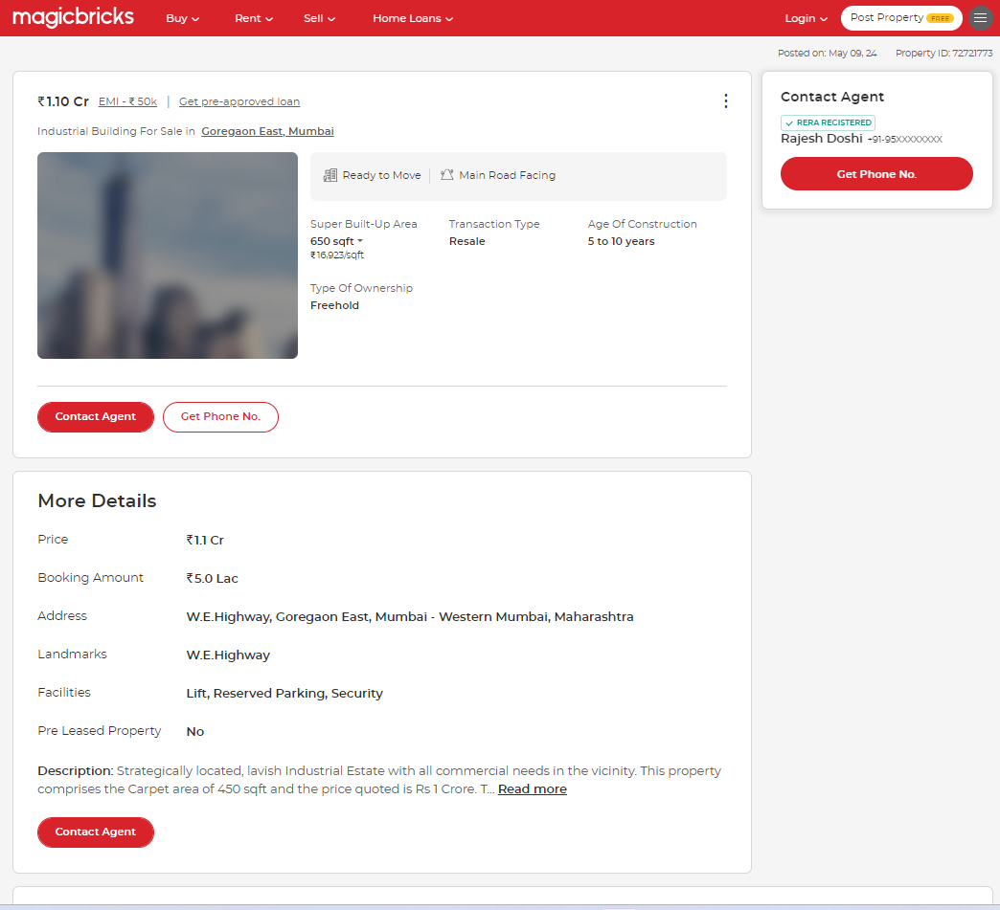 magicbricks Buy Rent Sell Home Loans Login Post Property FREE
Posted on: May 09, 24 Property ID: 72721773
₹1.10 Cr EMI - ₹ 50k | Get pre-approved loan
Industrial Building For Sale in Goregaon East, Mumbai
Ready to Move Main Road Facing
Super Built-Up Area Transaction Type Age Of Construction
650 sqft Resale 5 to 10 years
₹16,923/sqft
Type Of Ownership
Freehold
Contact Agent Get Phone No.
Contact Agent
RERA REGISTERED
Rajesh Doshi +91-95XXXXXXXX
Get Phone No.
More Details
Price ₹1.1 Cr
Booking Amount ₹5.0 Lac
Address W.E.Highway, Goregaon East, Mumbai - Western Mumbai, Maharashtra
Landmarks W.E.Highway
Facilities Lift, Reserved Parking, Security
Pre Leased Property No
Description: Strategically located, lavish Industrial Estate with all commercial needs in the vicinity. This property
comprises the Carpet area of 450 sqft and the price quoted is Rs 1 Crore. T... Read more
Contact Agent